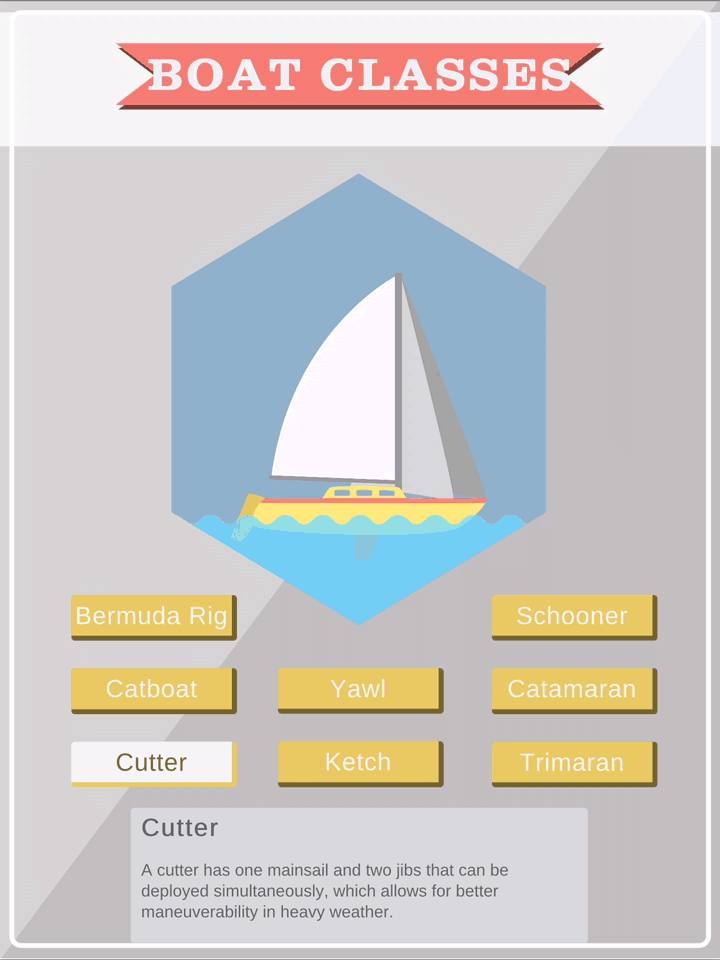 BOAT CLASSES
Bermuda Rig
Schooner
Catboat
Yawl
Catamaran
Cutter
Ketch
Trimaran
Cutter
A cutter has one mainsail and two jibs that can be
deployed simultaneously, which allows for better
maneuverability in heavy weather.